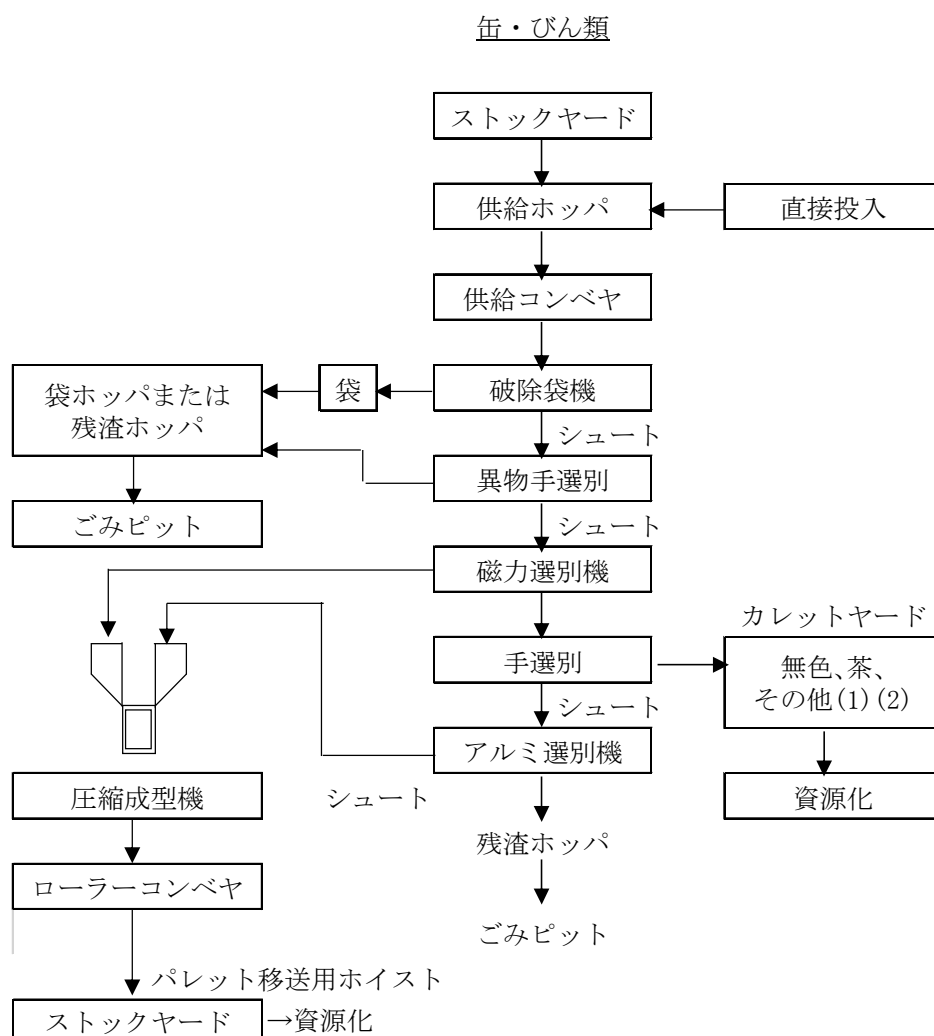 缶・びん類
ストックヤード
供給ホッパ
直接投入
供給コンベヤ
袋ホッパまたは
残渣ホッパ
袋
破除袋機
シュート
異物手選別
ごみピット
シュート
磁力選別機
カレットヤード
手選別
無色、茶、
その他(1)(2)
シュート
アルミ選別機
圧縮成型機
シュート
資源化
残渣ホッパ
ローラーコンベヤ
ごみピット
パレット移送用ホイスト
ストックヤード →資源化